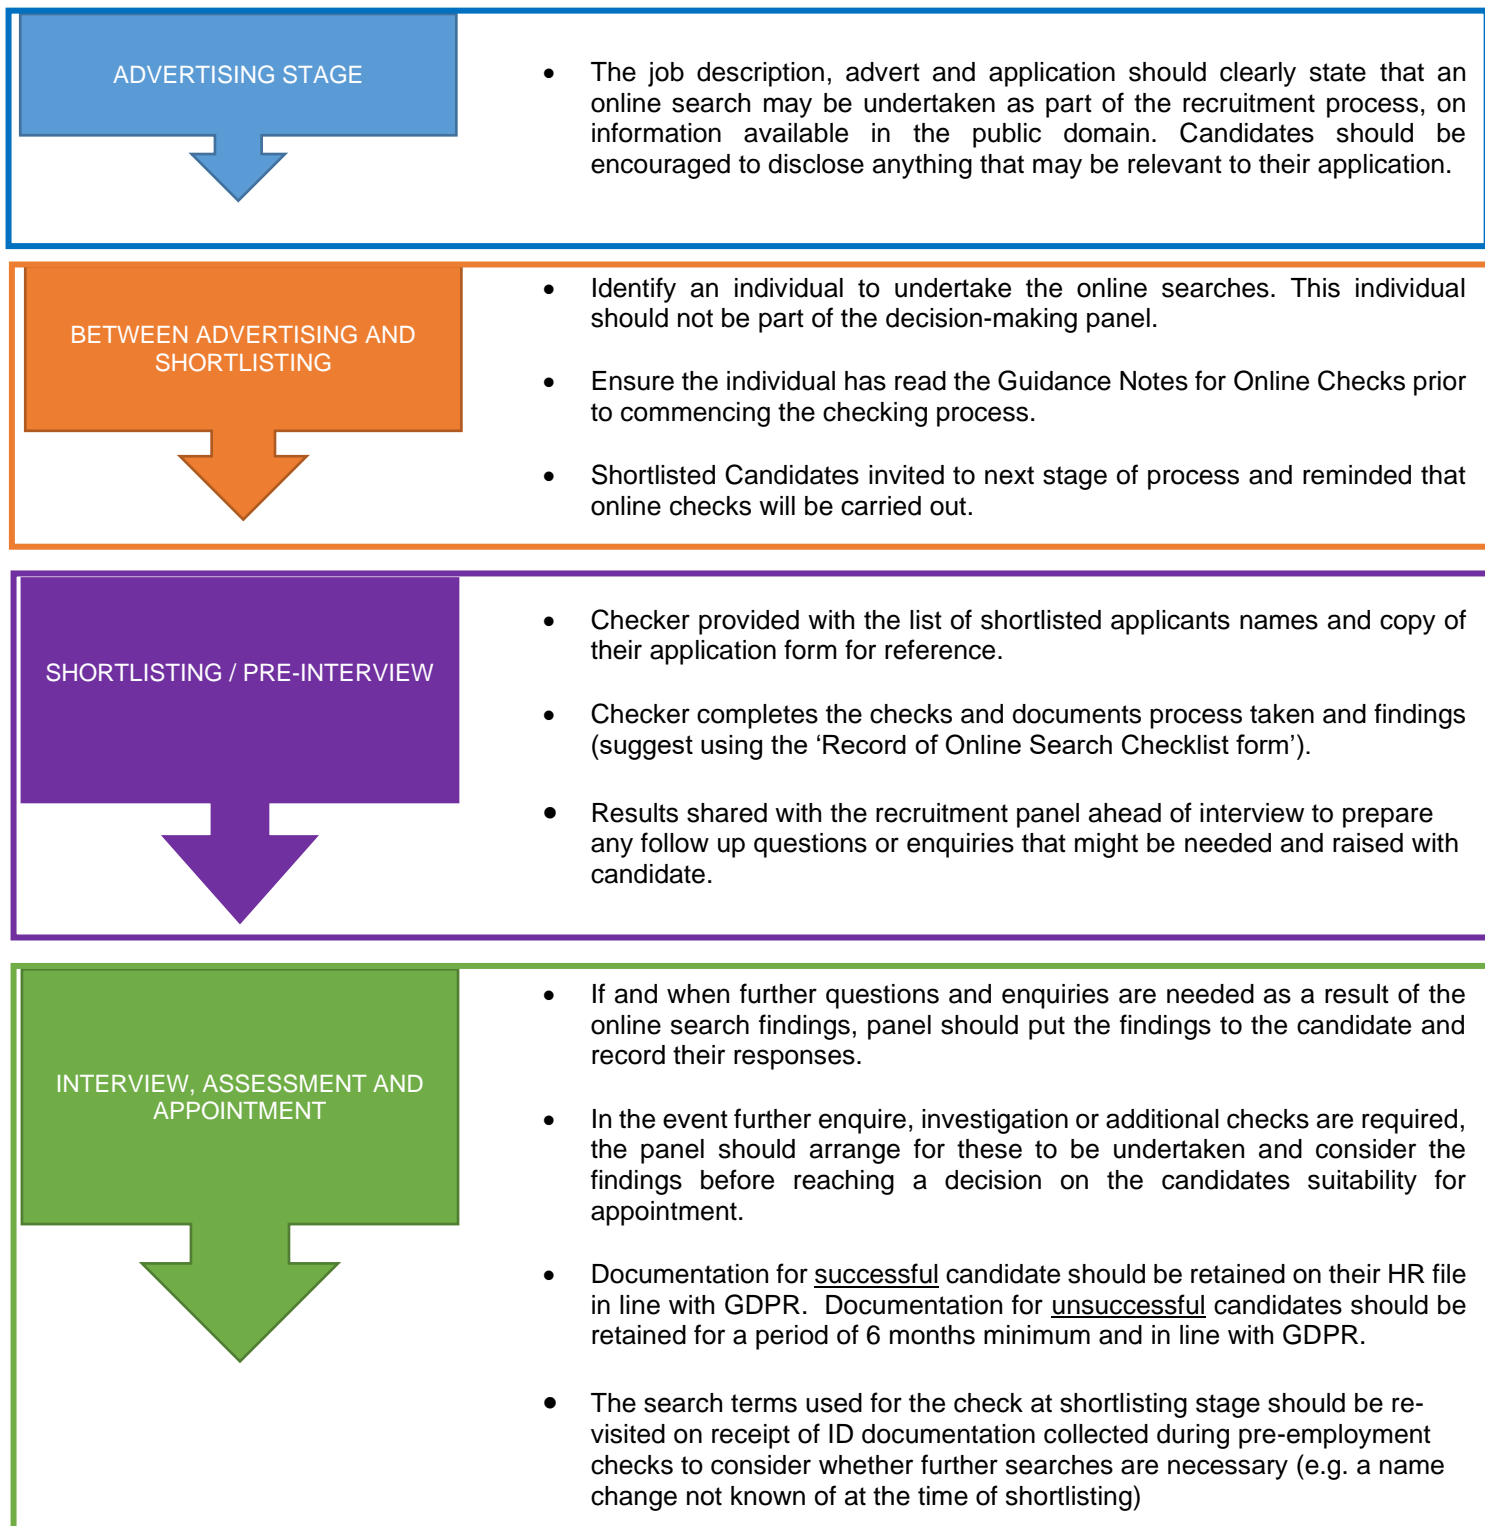 ADVERTISING STAGE
• The job description, advert and application should clearly state that an
online search may be undertaken as part of the recruitment process, on
information available in the public domain. Candidates should be
encouraged to disclose anything that may be relevant to their application.
BETWEEN ADVERTISING AND
SHORTLISTING
• Identify an individual to undertake the online searches. This individual
should not be part of the decision-making panel.
• Ensure the individual has read the Guidance Notes for Online Checks prior
to commencing the checking process.
• Shortlisted Candidates invited to next stage of process and reminded that
online checks will be carried out.
SHORTLISTING / PRE-INTERVIEW
• Checker provided with the list of shortlisted applicants names and copy of
their application form for reference.
• Checker completes the checks and documents process taken and findings
(suggest using the ‘Record of Online Search Checklist form’).
• Results shared with the recruitment panel ahead of interview to prepare
any follow up questions or enquiries that might be needed and raised with
candidate.
INTERVIEW, ASSESSMENT AND
APPOINTMENT
• If and when further questions and enquiries are needed as a result of the
online search findings, panel should put the findings to the candidate and
record their responses.
• In the event further enquire, investigation or additional checks are required,
the panel should arrange for these to be undertaken and consider the
findings before reaching a decision on the candidates suitability for
appointment.
• Documentation for successful candidate should be retained on their HR file
in line with GDPR. Documentation for unsuccessful candidates should be
retained for a period of 6 months minimum and in line with GDPR.
• The search terms used for the check at shortlisting stage should be re-
visited on receipt of ID documentation collected during pre-employment
checks to consider whether further searches are necessary (e.g. a name
change not known of at the time of shortlisting)